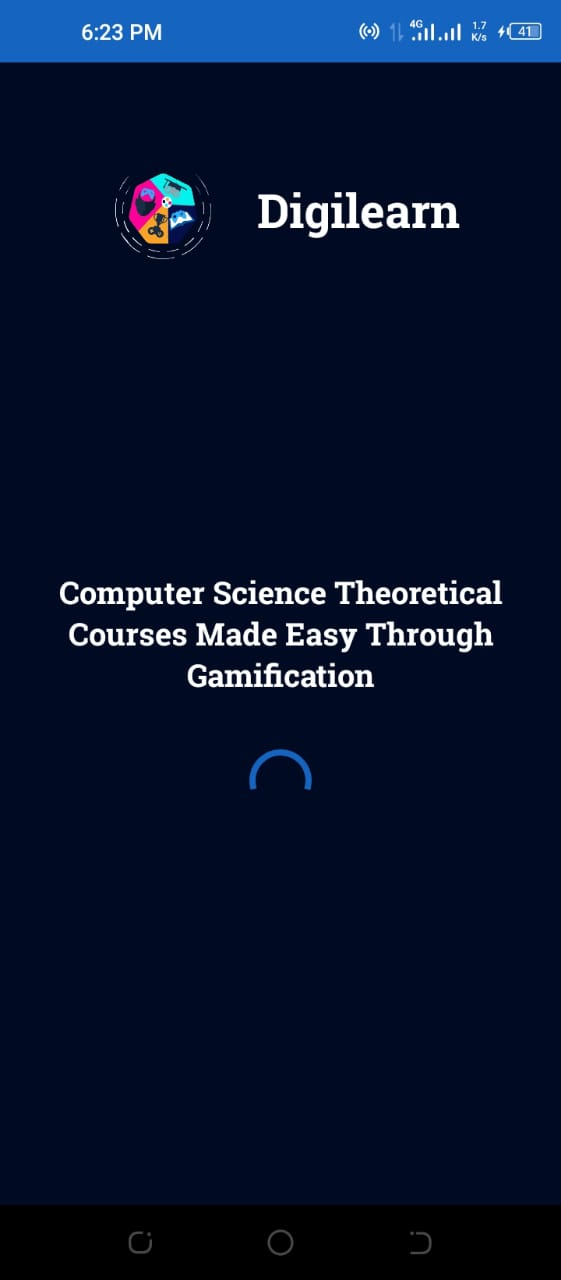 6:23 PM
4G
1.7
K/s
41
Digilearn
Computer Science Theoretical
Courses Made Easy Through
Gamification